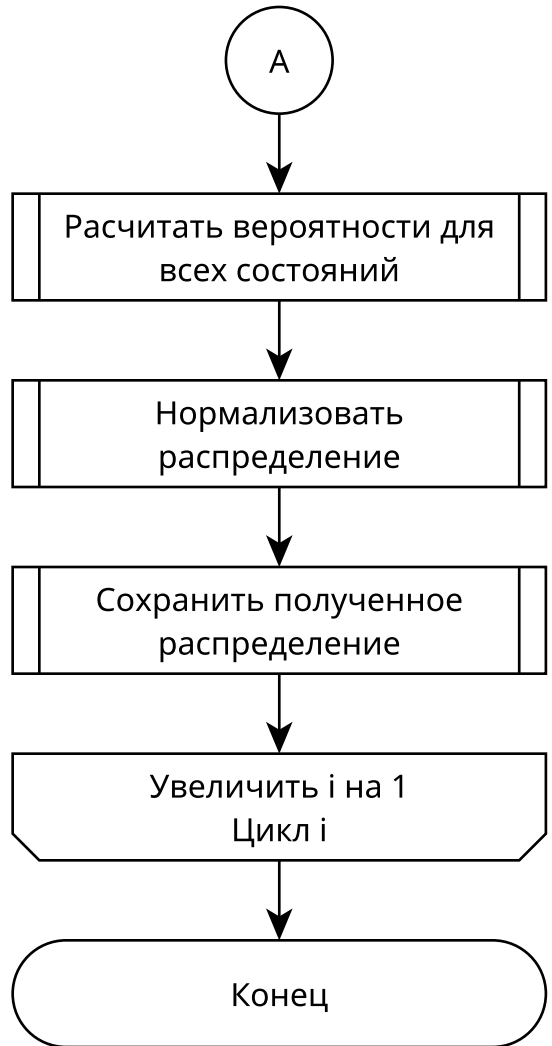 А
Расчитать вероятности для
всех состояний
Нормализовать
распределение
Сохранить полученное
распределение
Увеличить i на 1
Цикл i
Конец